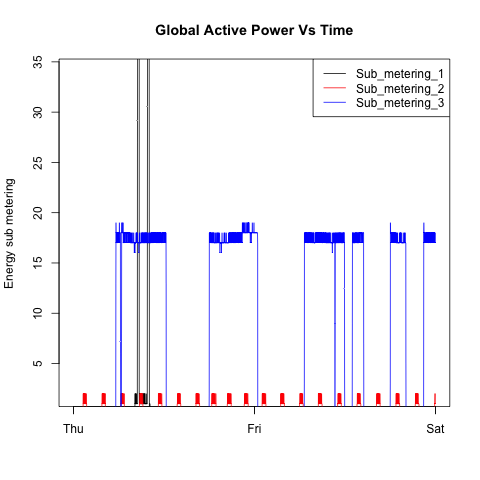 Global Active Power Vs Time
Sub_metering_1
Sub_metering_2
Sub_metering_3
Energy sub metering
35
30
25
20
15
10
5
Thu Fri Sat